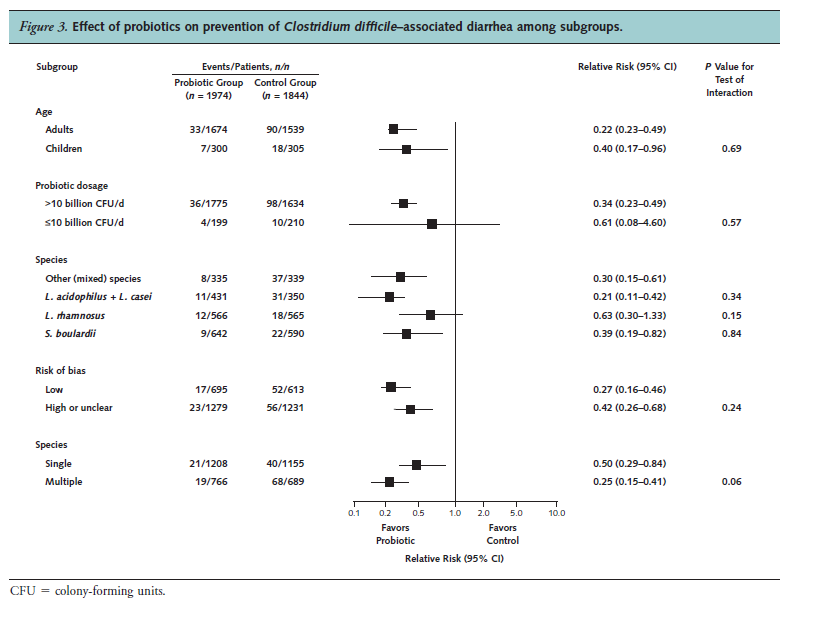 Figure 3. Effect of probiotics on prevention of Clostridium difficile–associated diarrhea among subgroups.
Subgroup Events/Patients, n/n Relative Risk (95% CI) P Value for Test of Interaction
Probiotic Group (n = 1974) Control Group (n = 1844)
Age
Adults 33/1674 90/1539 0.22 (0.23–0.49)
Children 7/300 18/305 0.40 (0.17–0.96) 0.69
Probiotic dosage
>10 billion CFU/d 36/1775 98/1634 0.34 (0.23–0.49)
≤10 billion CFU/d 4/199 10/210 0.61 (0.08–4.60) 0.57
Species
Other (mixed) species 8/335 37/339 0.30 (0.15–0.61)
L. acidophilus + L. casei 11/431 31/350 0.21 (0.11–0.42) 0.34
L. rhamnosus 12/566 18/565 0.63 (0.30–1.33) 0.15
S. boulardii 9/642 22/590 0.39 (0.19–0.82) 0.84
Risk of bias
Low 17/695 52/613 0.27 (0.16–0.46)
High or unclear 23/1279 56/1231 0.42 (0.26–0.68) 0.24
Species
Single 21/1208 40/1155 0.50 (0.29–0.84)
Multiple 19/766 68/689 0.25 (0.15–0.41) 0.06
0.1 0.2 0.5 1.0 2.0 5.0 10.0
Favors Probiotic Favors Control
Relative Risk (95% CI)
CFU = colony-forming units.